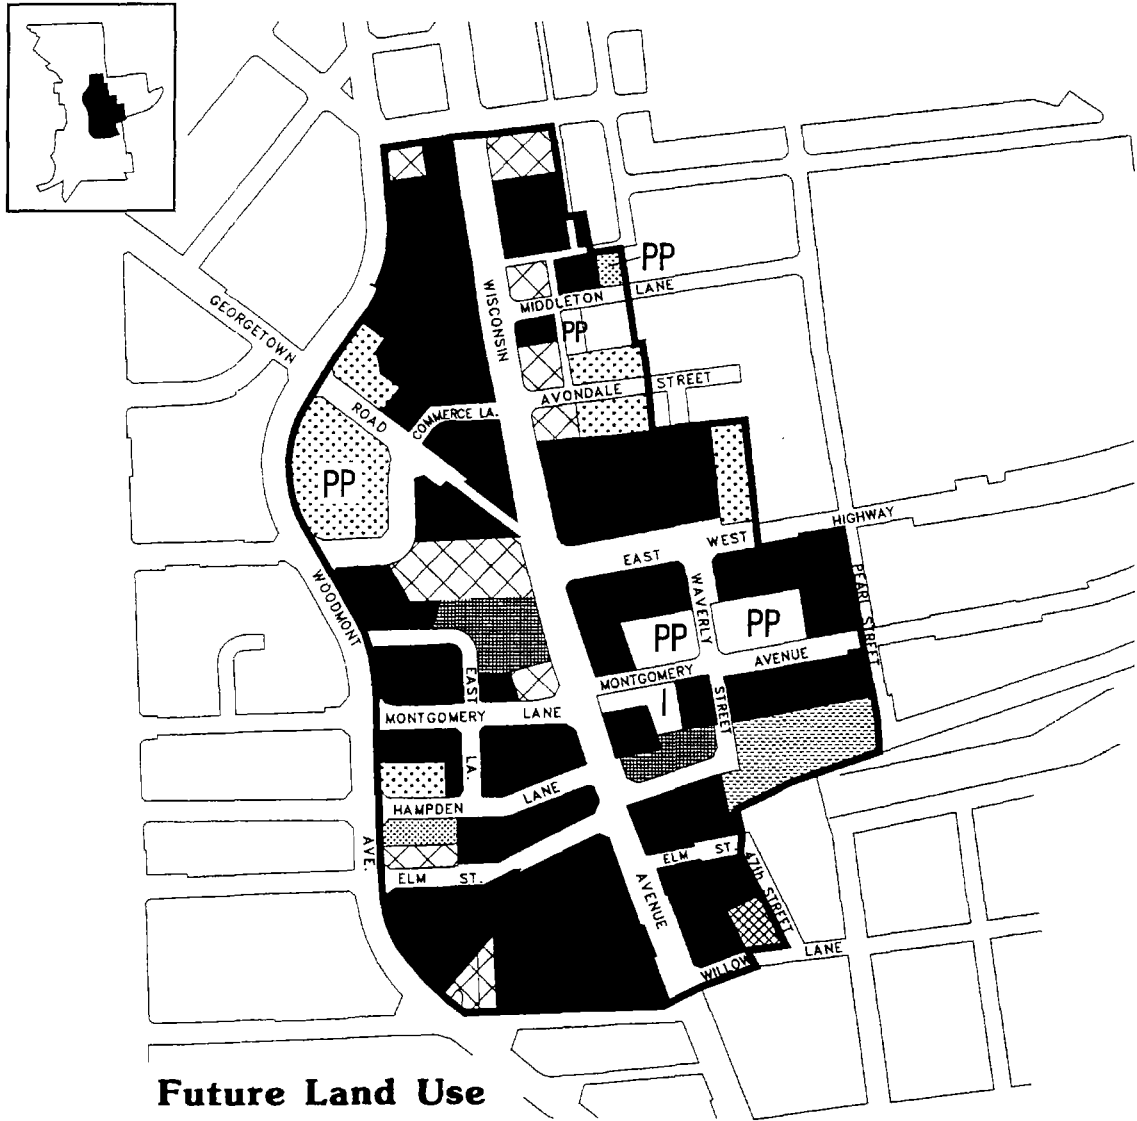 PP
WISCONSIN
MIDDLETON LANE
GEORGETOWN
PP
AVONDALE STREET
ROAD
COMMERCE LA.
PP
HIGHWAY
EAST WEST
WOODMONT
WAVERLY
PEARL STREET
PP
PP
AVENUE
MONTGOMERY
EAST
I
STREET
MONTGOMERY LANE
LA.
LANE
HAMPDEN
AVE.
ELM ST.
47th STREET
ELM ST.
AVENUE
WILLOW LANE
Future Land Use